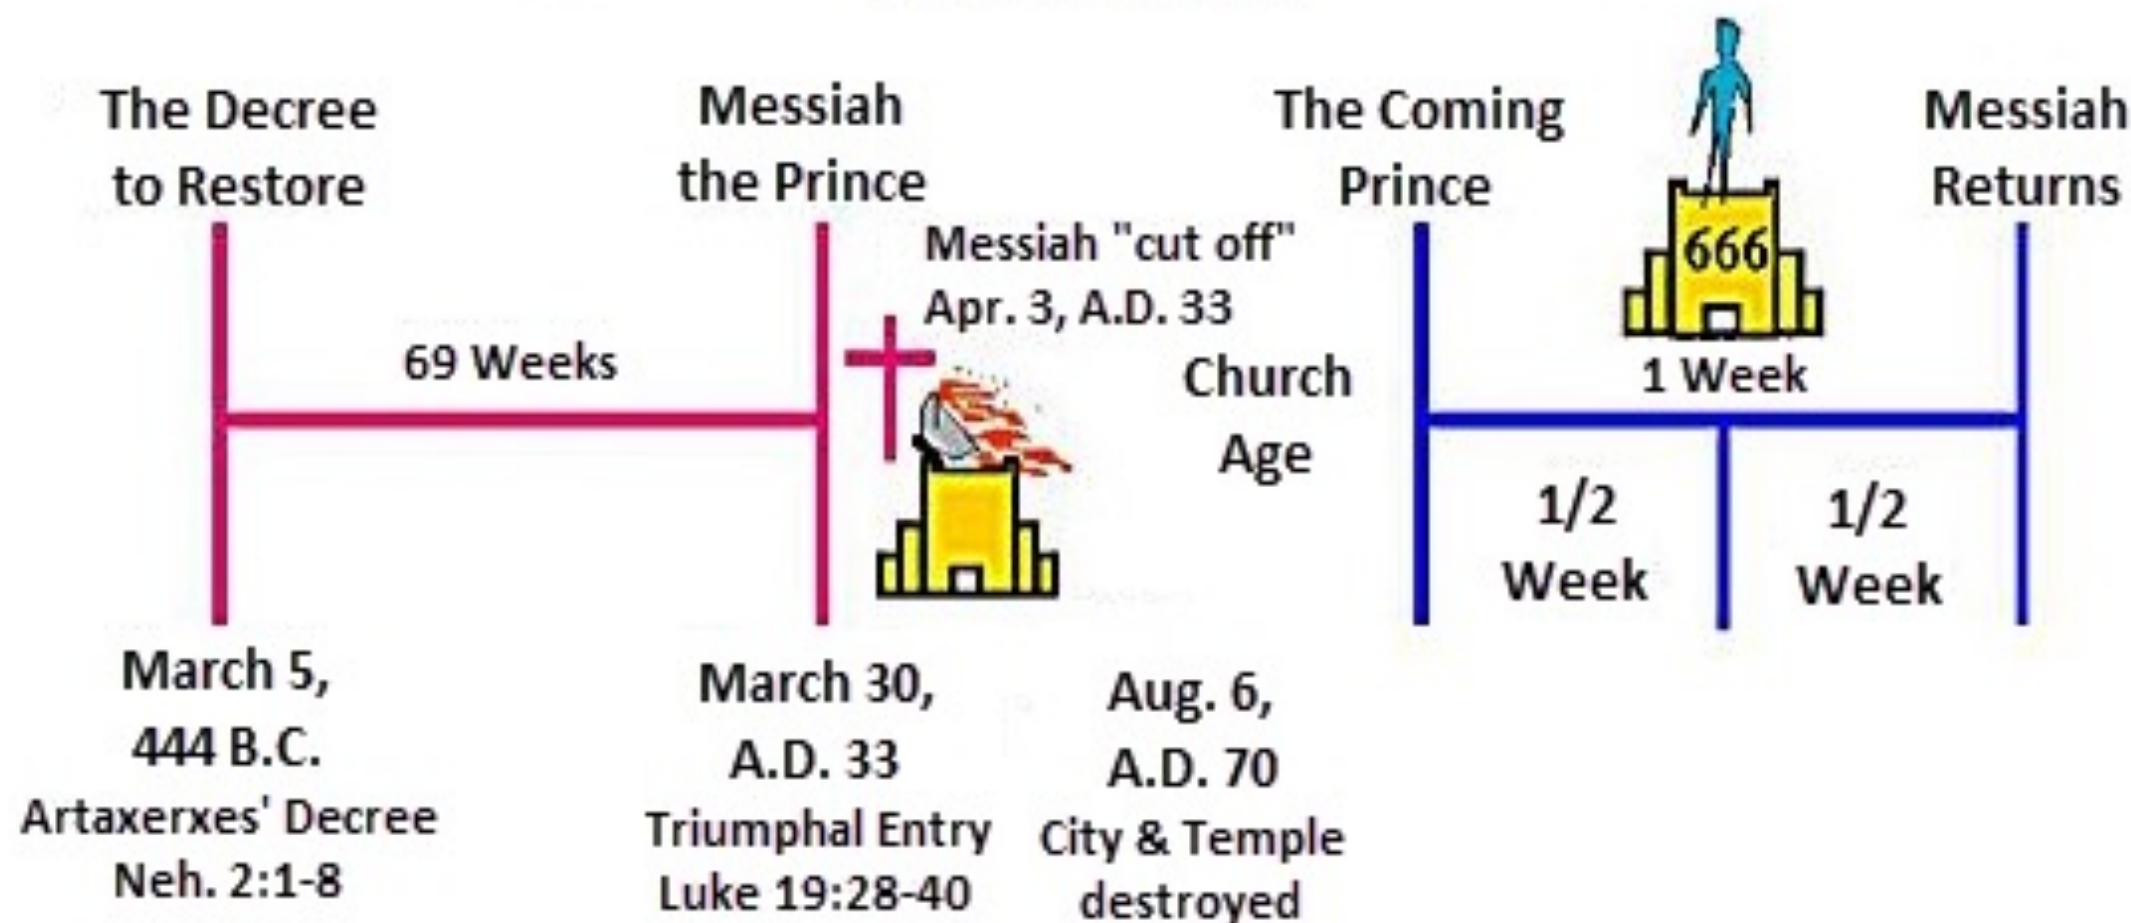 The Decree
to Restore
Messiah
the Prince
The Coming
Prince
Messiah
Returns
Messiah "cut off"
Apr. 3, A.D. 33
666
69 Weeks
Church
Age
1 Week
1/2
Week
1/2
Week
March 5,
444 B.C.
Artaxerxes' Decree
Neh. 2:1-8
March 30,
A.D. 33
Triumphal Entry
Luke 19:28-40
Aug. 6,
A.D. 70
City & Temple
destroyed